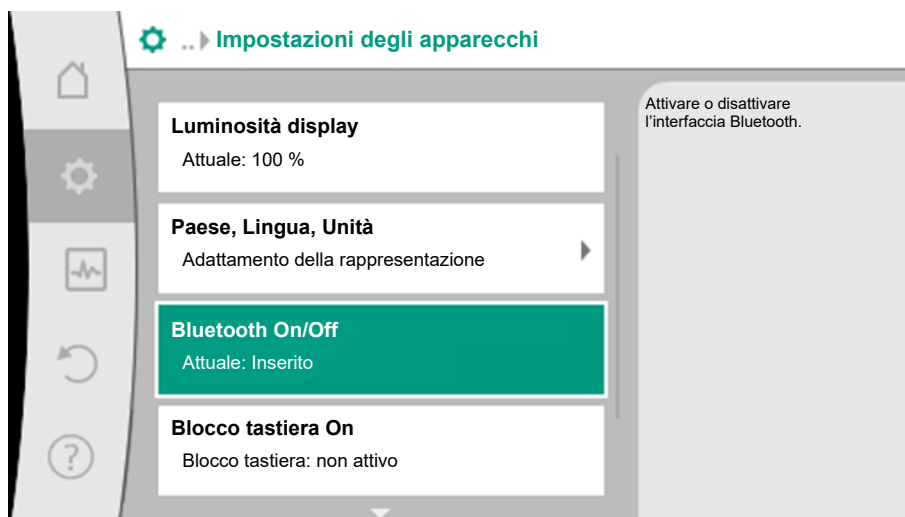 ..  Impostazioni degli apparecchi
Luminosità display
Attuale: 100 %
Paese, Lingua, Unità
Adattamento della rappresentazione
Bluetooth On/Off
Attuale: Inserito
Blocco tastiera On
Blocco tastiera: non attivo
Attivare o disattivare
l'interfaccia Bluetooth.
?